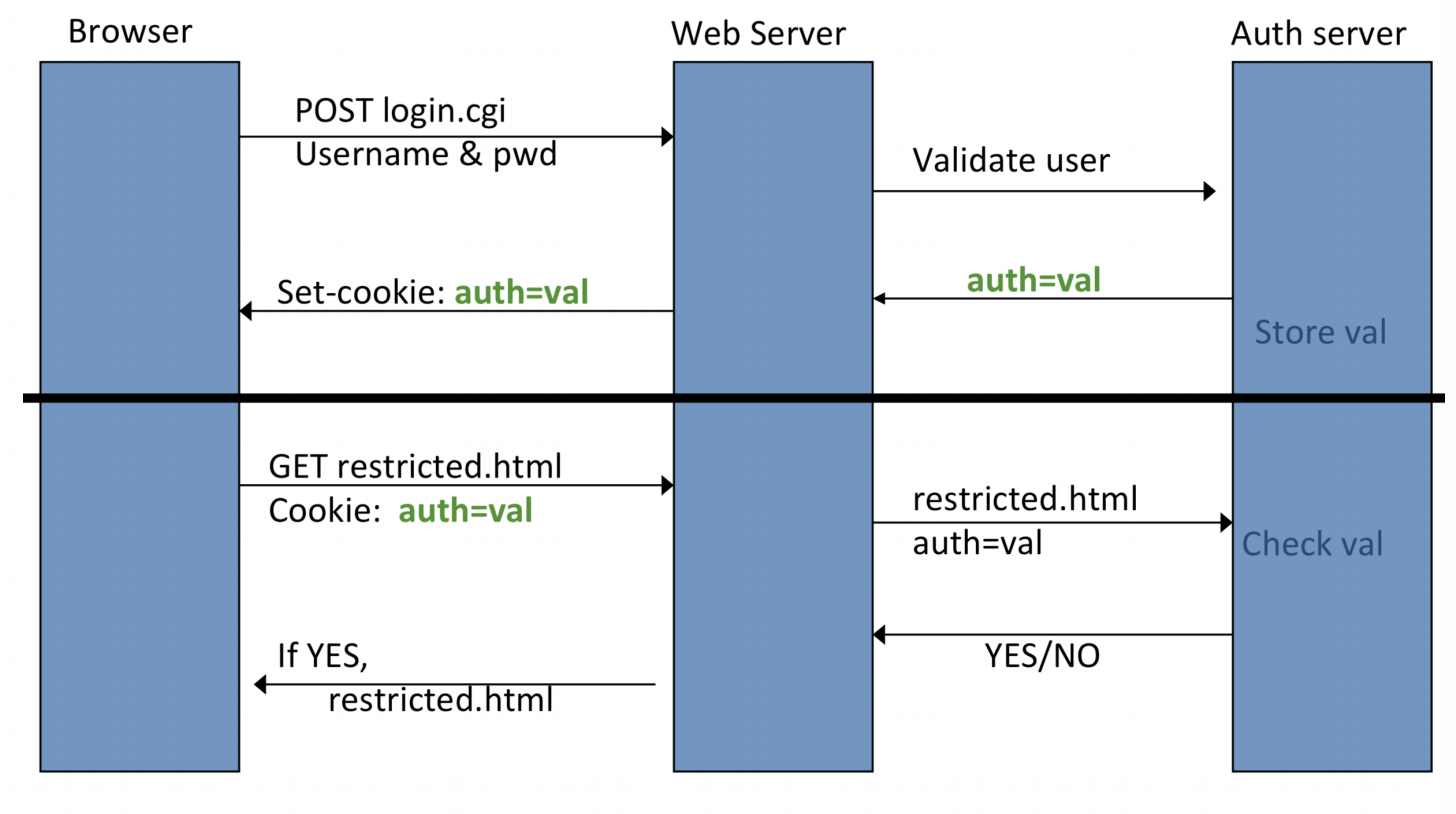 Browser
Web Server
Auth server
POST login.cgi
Username & pwd
Validate user
auth=val
Set-cookie: auth=val
Store val
GET restricted.html
Cookie: auth=val
restricted.html
auth=val
Check val
YES/NO
If YES,
restricted.html